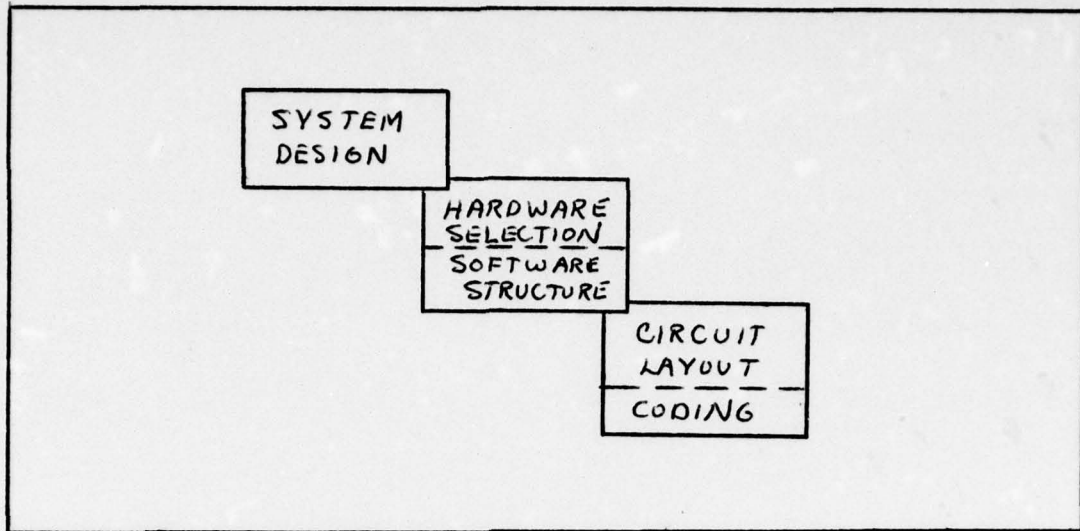 SYSTEM
DESIGN
HARDWARE
SELECTION
SOFTWARE
STRUCTURE
CIRCUIT
LAYOUT
CODING